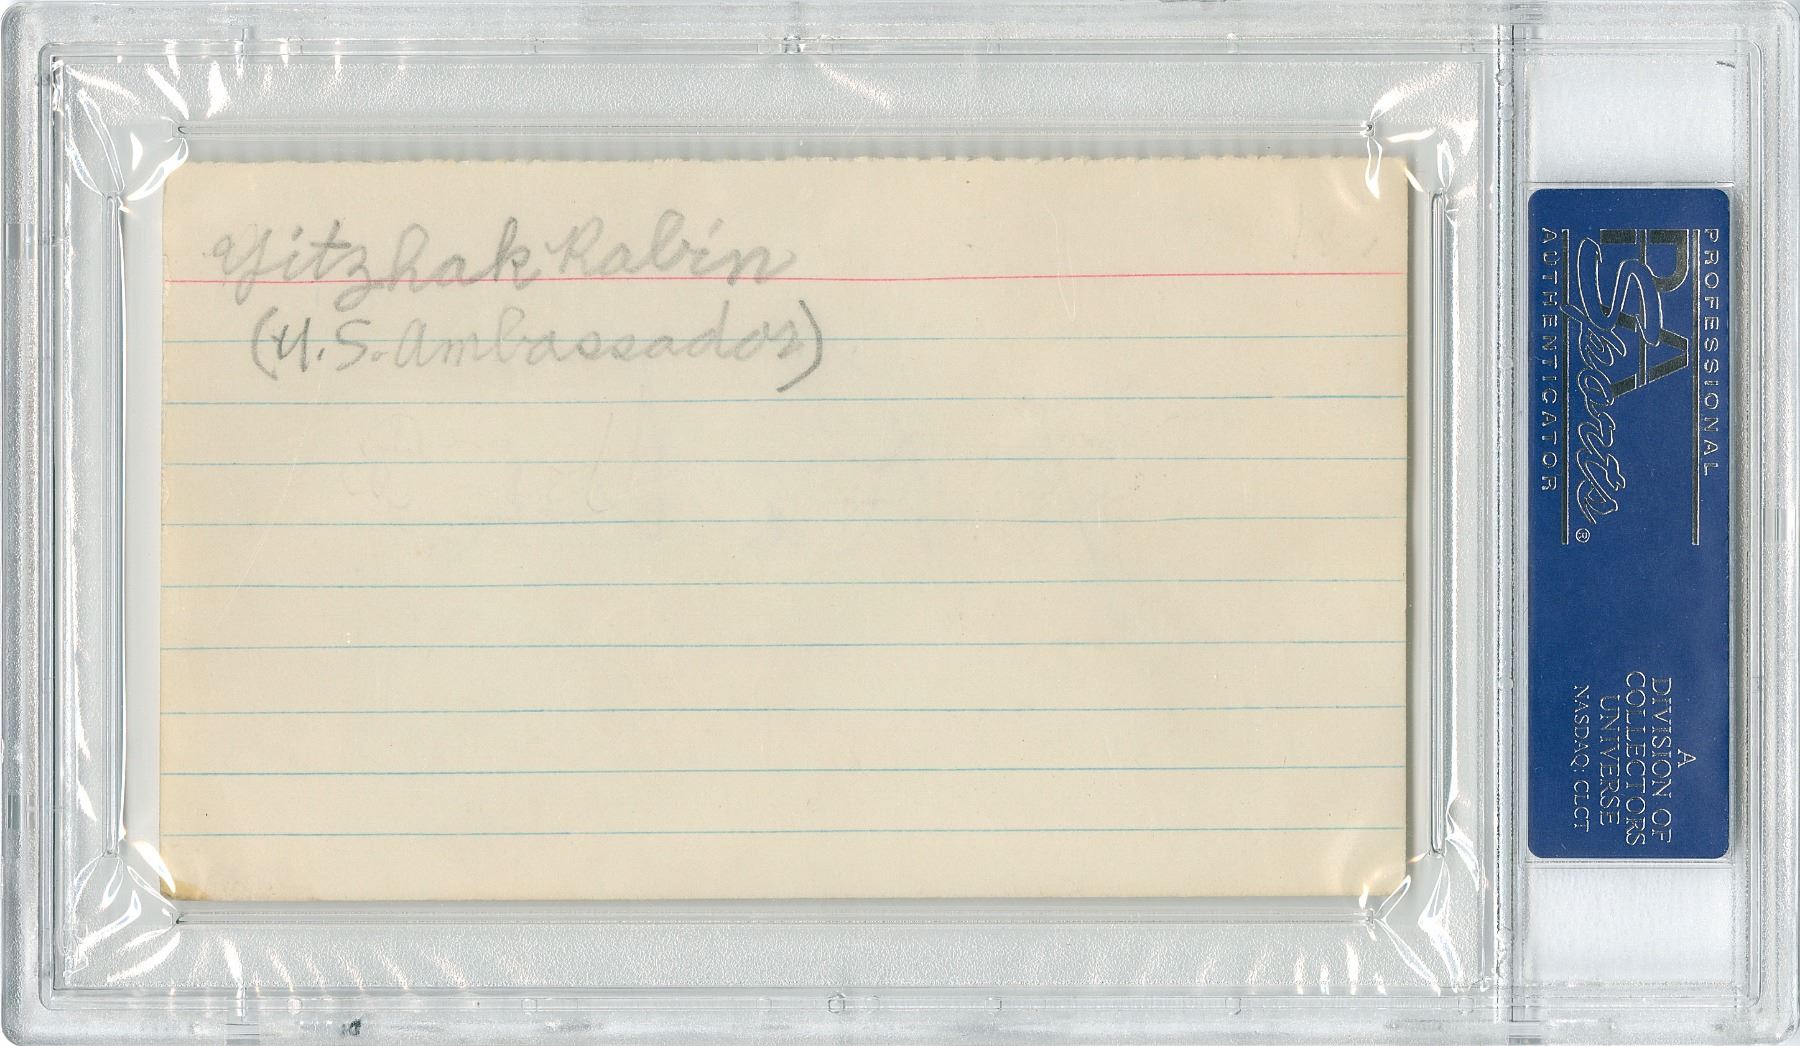 Yitzhak Rabin
(U.S. Ambassador)
PROFESSIONAL
PSA
Sports®
AUTHENTICATOR
A
DIVISION OF
COLLECTORS
UNIVERSE
NASDAQ: CLCT